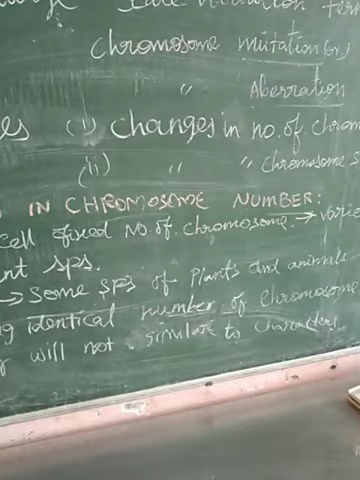 chromosome mutation (or)
" Aberration
es (i) changes in no. of chrom
(ii) " " chromosome s
IN CHROMOSOME NUMBER:
cell fixed No. of. chromosome. → varie
nt sps.
→ Some sps of plants and animals
g identical number of chromosome
will not similar to characters